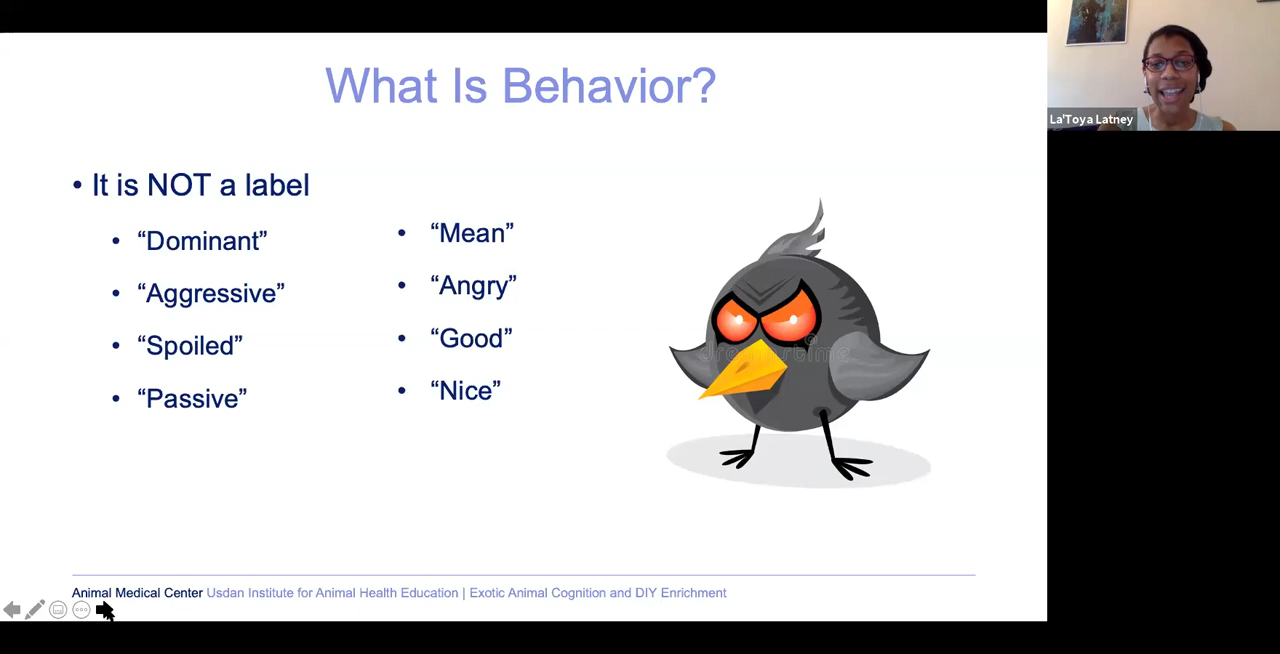 What Is Behavior?
• It is NOT a label
• “Dominant”
• “Aggressive”
• “Spoiled”
• “Passive”
• “Mean”
• “Angry”
• “Good”
• “Nice”
dreamstime
Animal Medical Center Usdan Institute for Animal Health Education | Exotic Animal Cognition and DIY Enrichment
La'Toya Latney